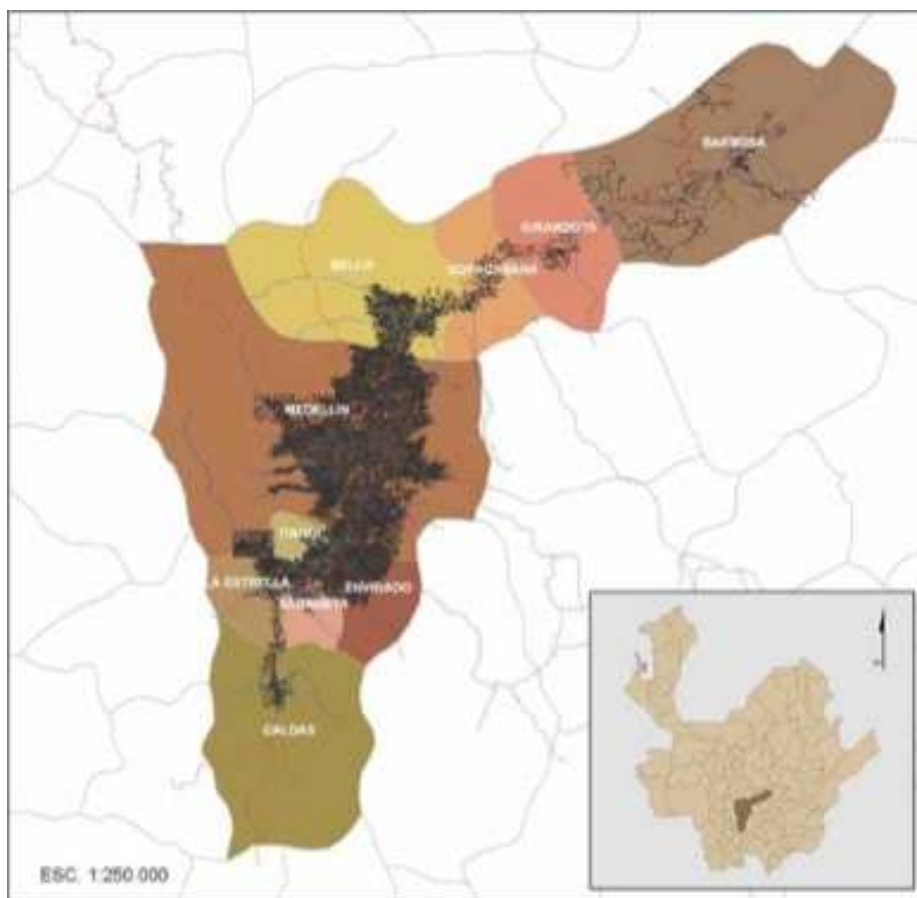 BARBOSA
GIRARDOTA
COPACABANA
BELLO
MEDELLIN
ITAGUI
LA ESTRELLA
ENVIGADO
SABANETA
CALDAS
ESC. 1:250 000